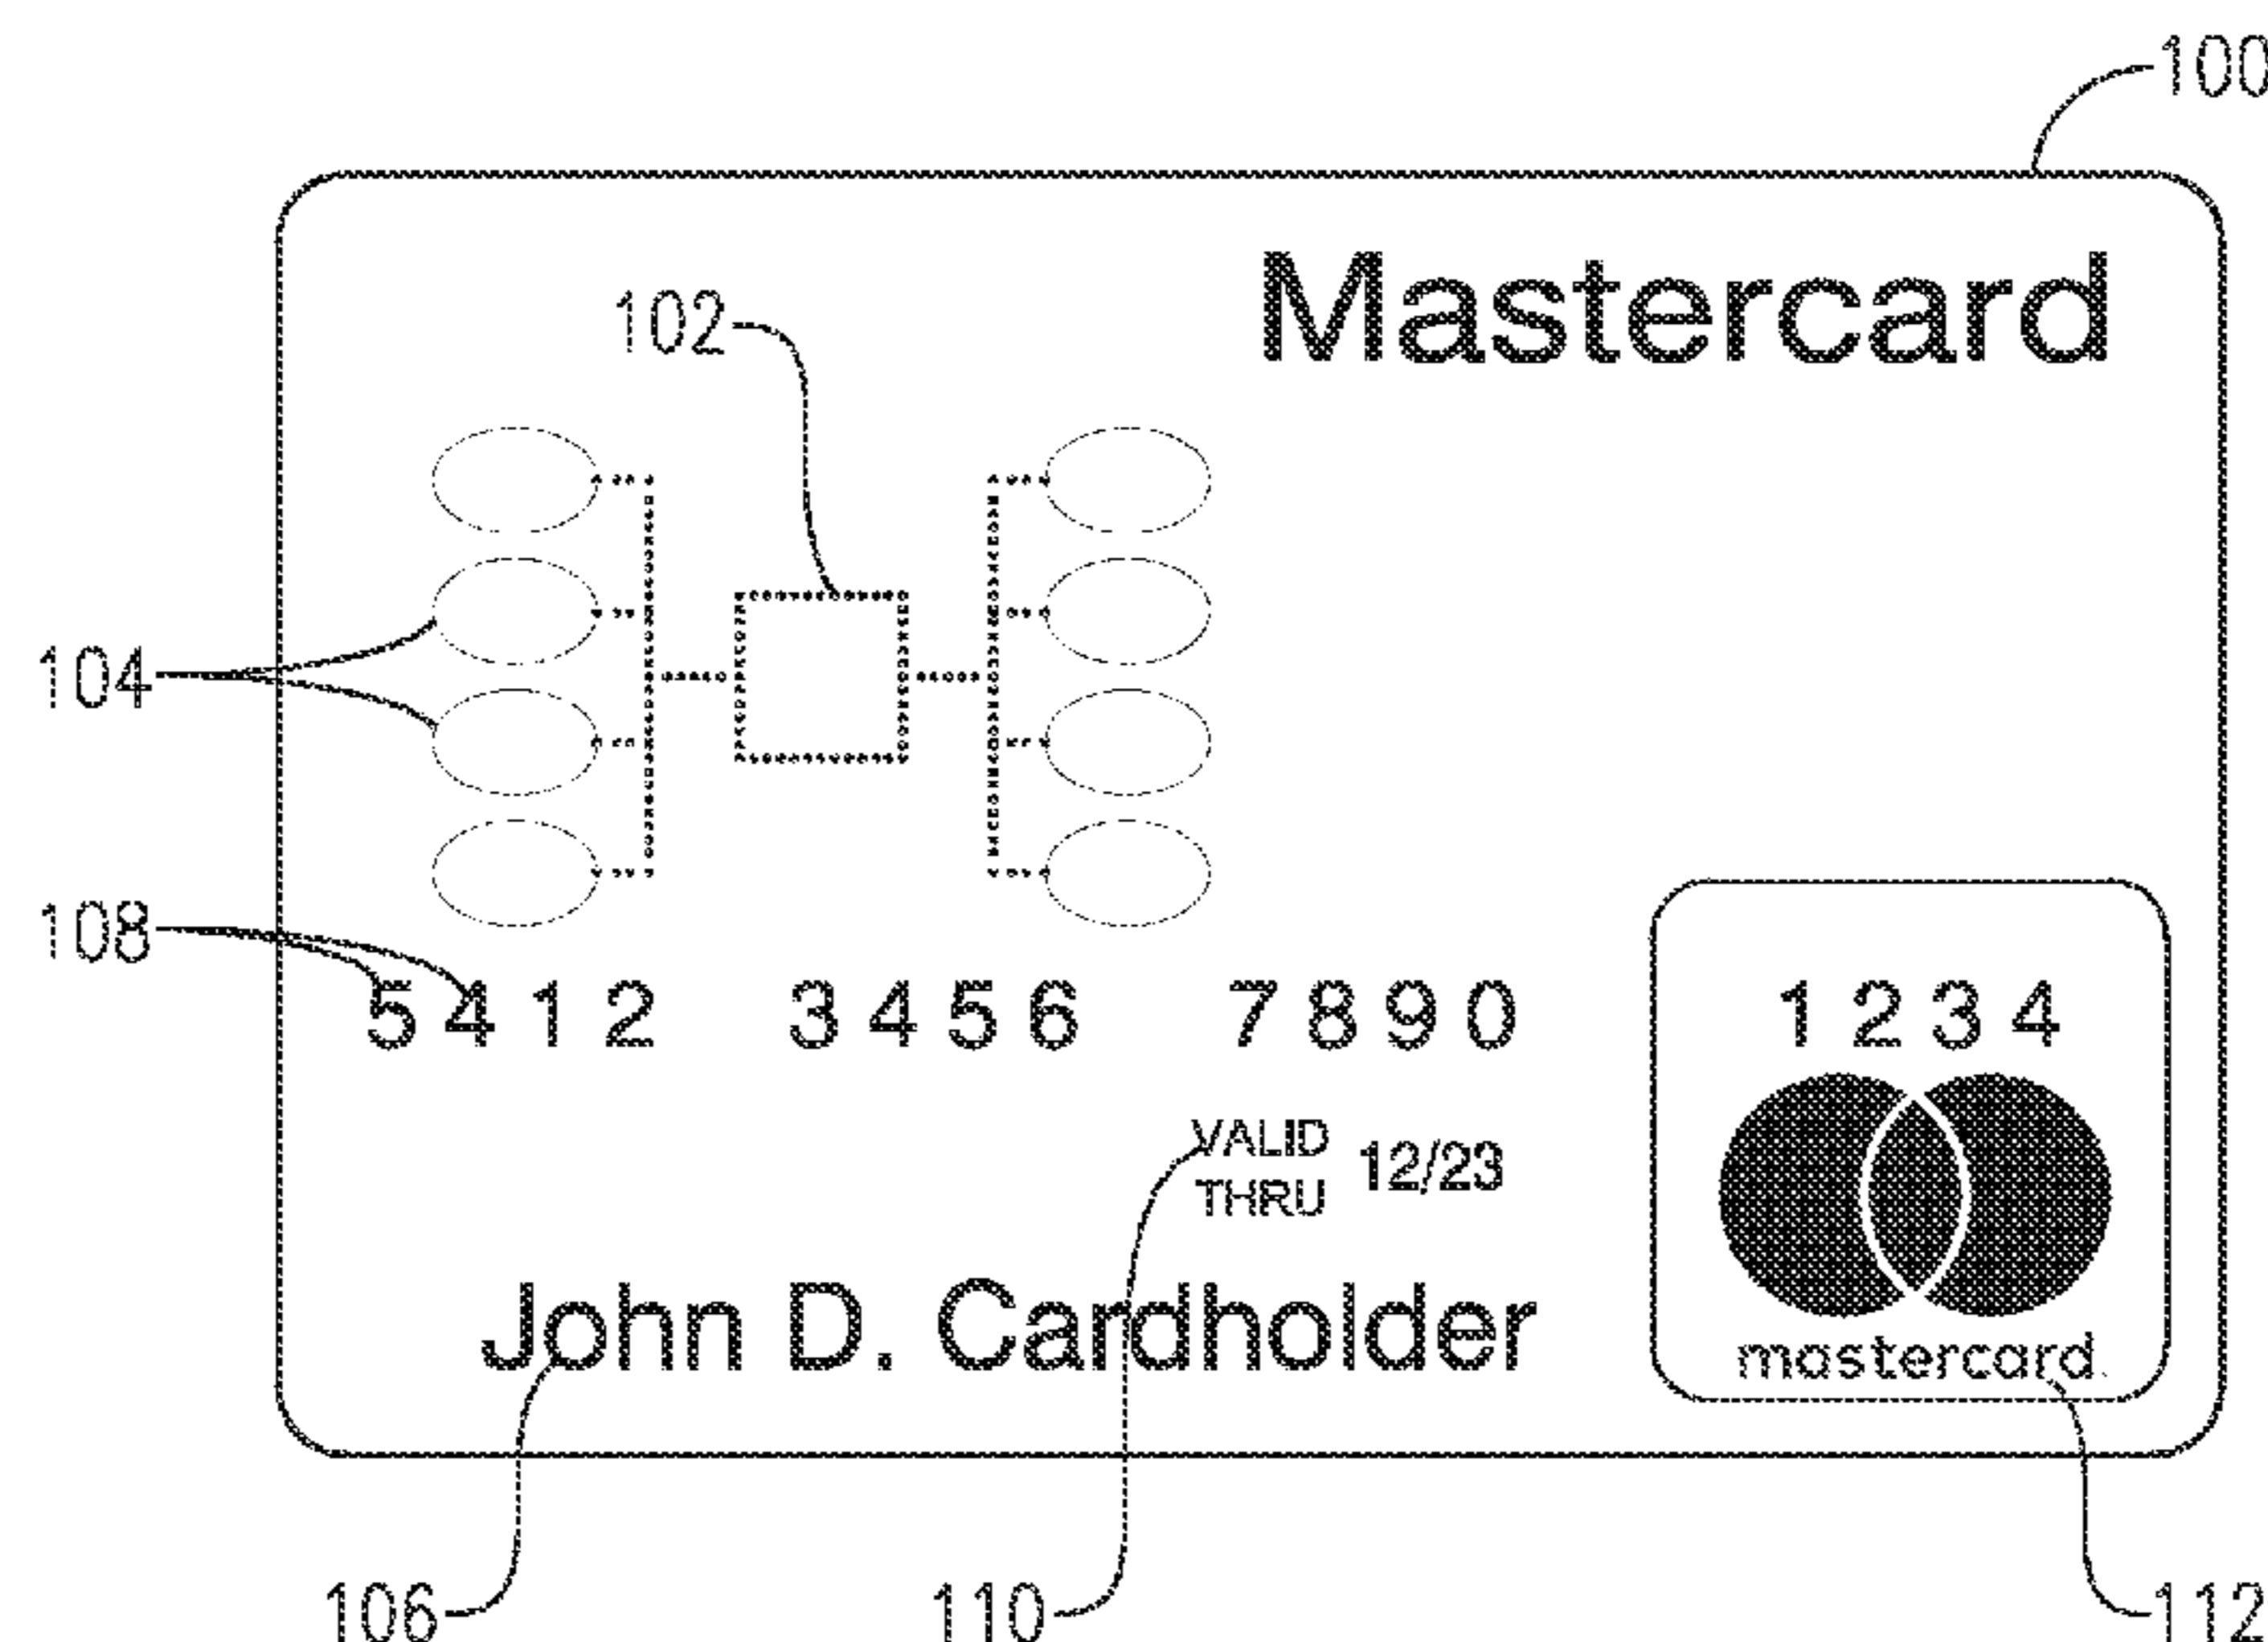 100
Mastercard
102
104
108
5412 3456 7890 1234
VALID
THRU 12/23
mastercard.
John D. Cardholder
106 110 112